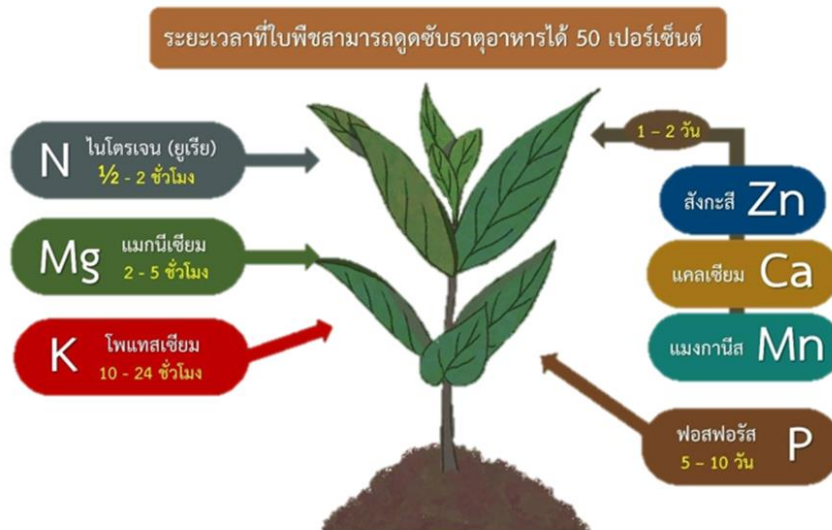 ระยะเวลาที่ใบพืชสามารถดูดซับธาตุอาหารได้ 50 เปอร์เซ็นต์
N ไนโตรเจน (ยูเรีย)
½ - 2 ชั่วโมง
Mg แมกนีเซียม
2 - 5 ชั่วโมง
K โพแทสเซียม
10 - 24 ชั่วโมง
1 – 2 วัน
สังกะสี Zn
แคลเซียม Ca
แมงกานีส Mn
ฟอสฟอรัส P
5 – 10 วัน